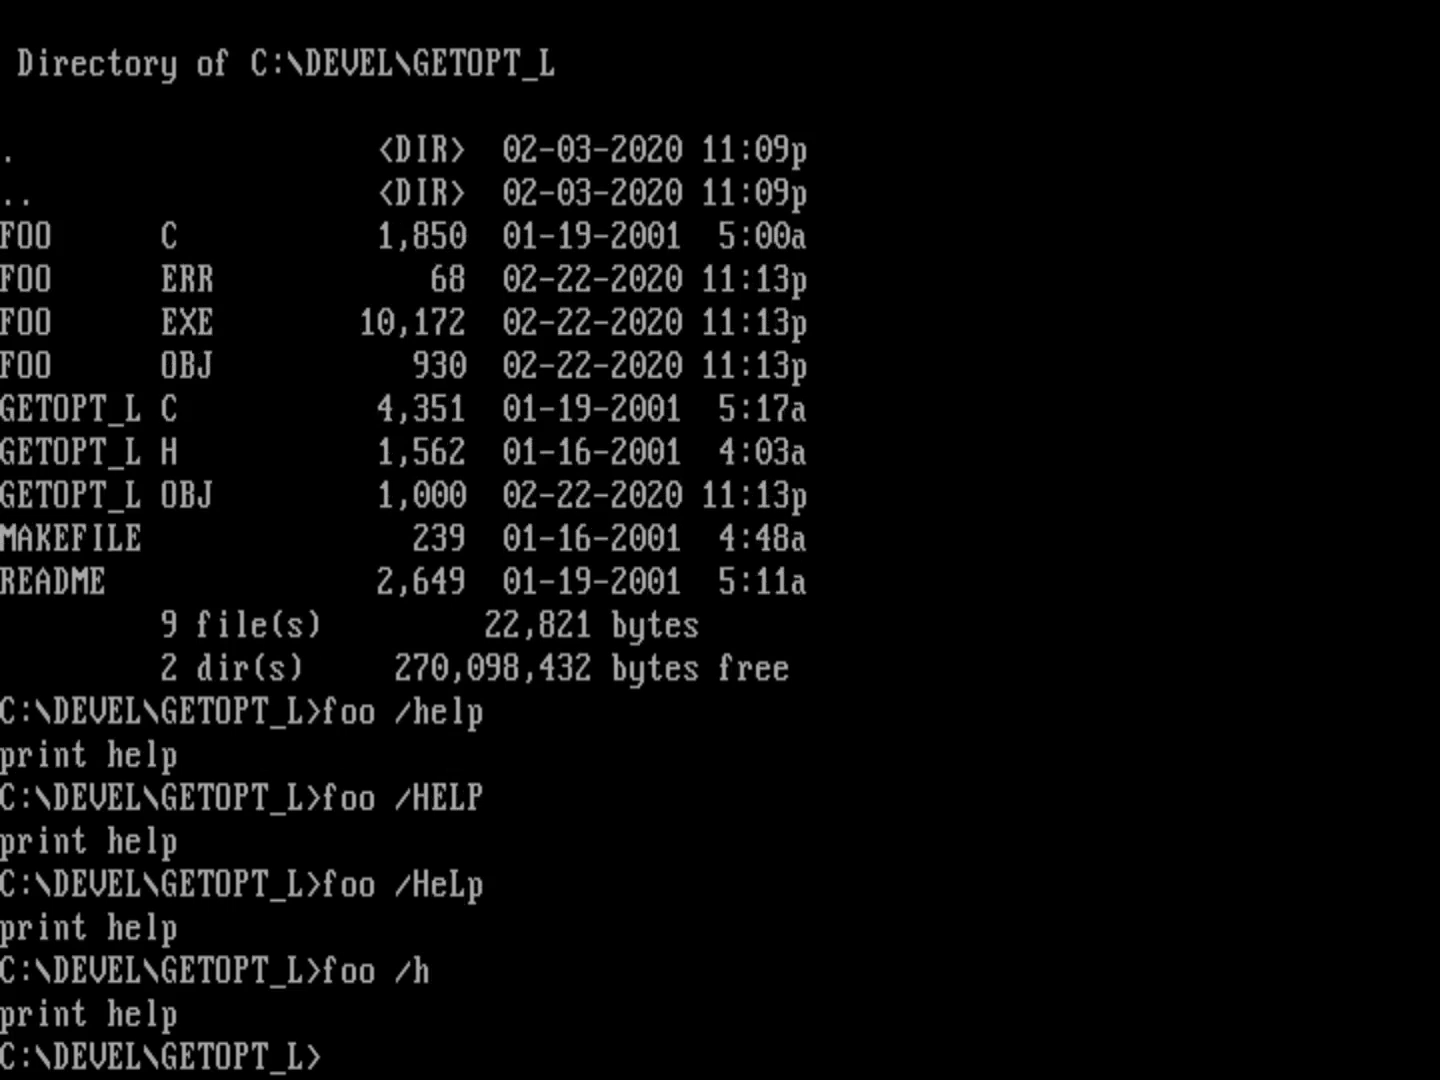 Directory of C:\DEVEL\GETOPT_L
. <DIR> 02-03-2020 11:09p
.. <DIR> 02-03-2020 11:09p
FOO C 1,850 01-19-2001 5:00a
FOO ERR 68 02-22-2020 11:13p
FOO EXE 10,172 02-22-2020 11:13p
FOO OBJ 930 02-22-2020 11:13p
GETOPT_L C 4,351 01-19-2001 5:17a
GETOPT_L H 1,562 01-16-2001 4:03a
GETOPT_L OBJ 1,000 02-22-2020 11:13p
MAKEFILE 239 01-16-2001 4:48a
README 2,649 01-19-2001 5:11a
9 file(s) 22,821 bytes
2 dir(s) 270,098,432 bytes free
C:\DEVEL\GETOPT_L>foo /help
print help
C:\DEVEL\GETOPT_L>foo /HELP
print help
C:\DEVEL\GETOPT_L>foo /HeLp
print help
C:\DEVEL\GETOPT_L>foo /h
print help
C:\DEVEL\GETOPT_L>